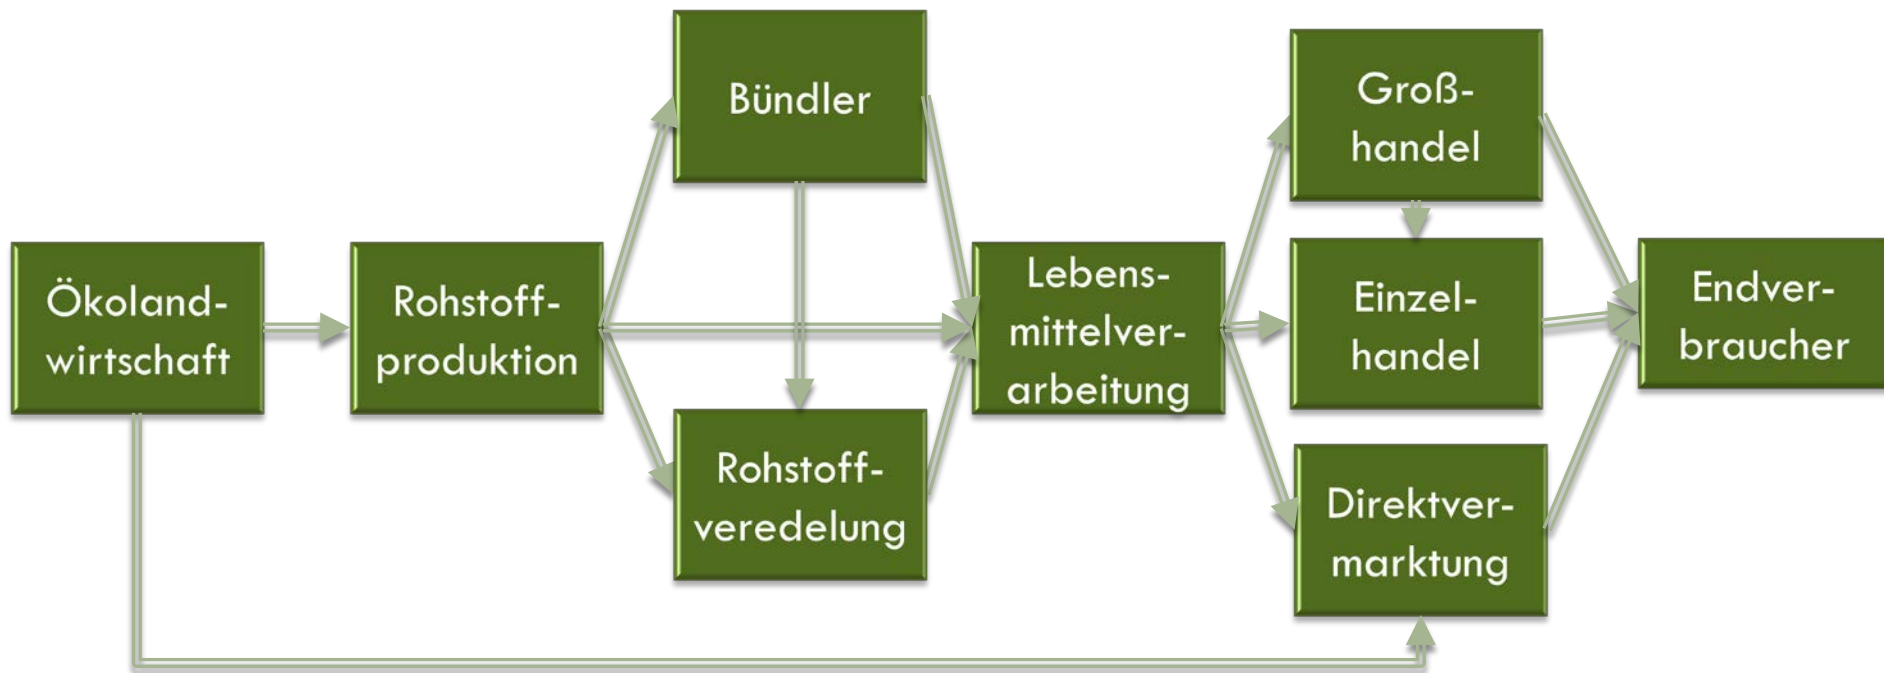 Ökoland-
wirtschaft
Rohstoff-
produktion
Bündler
Rohstoff-
veredelung
Lebens-
mittelver-
arbeitung
Groß-
handel
Einzel-
handel
Direktver-
marktung
Endver-
braucher